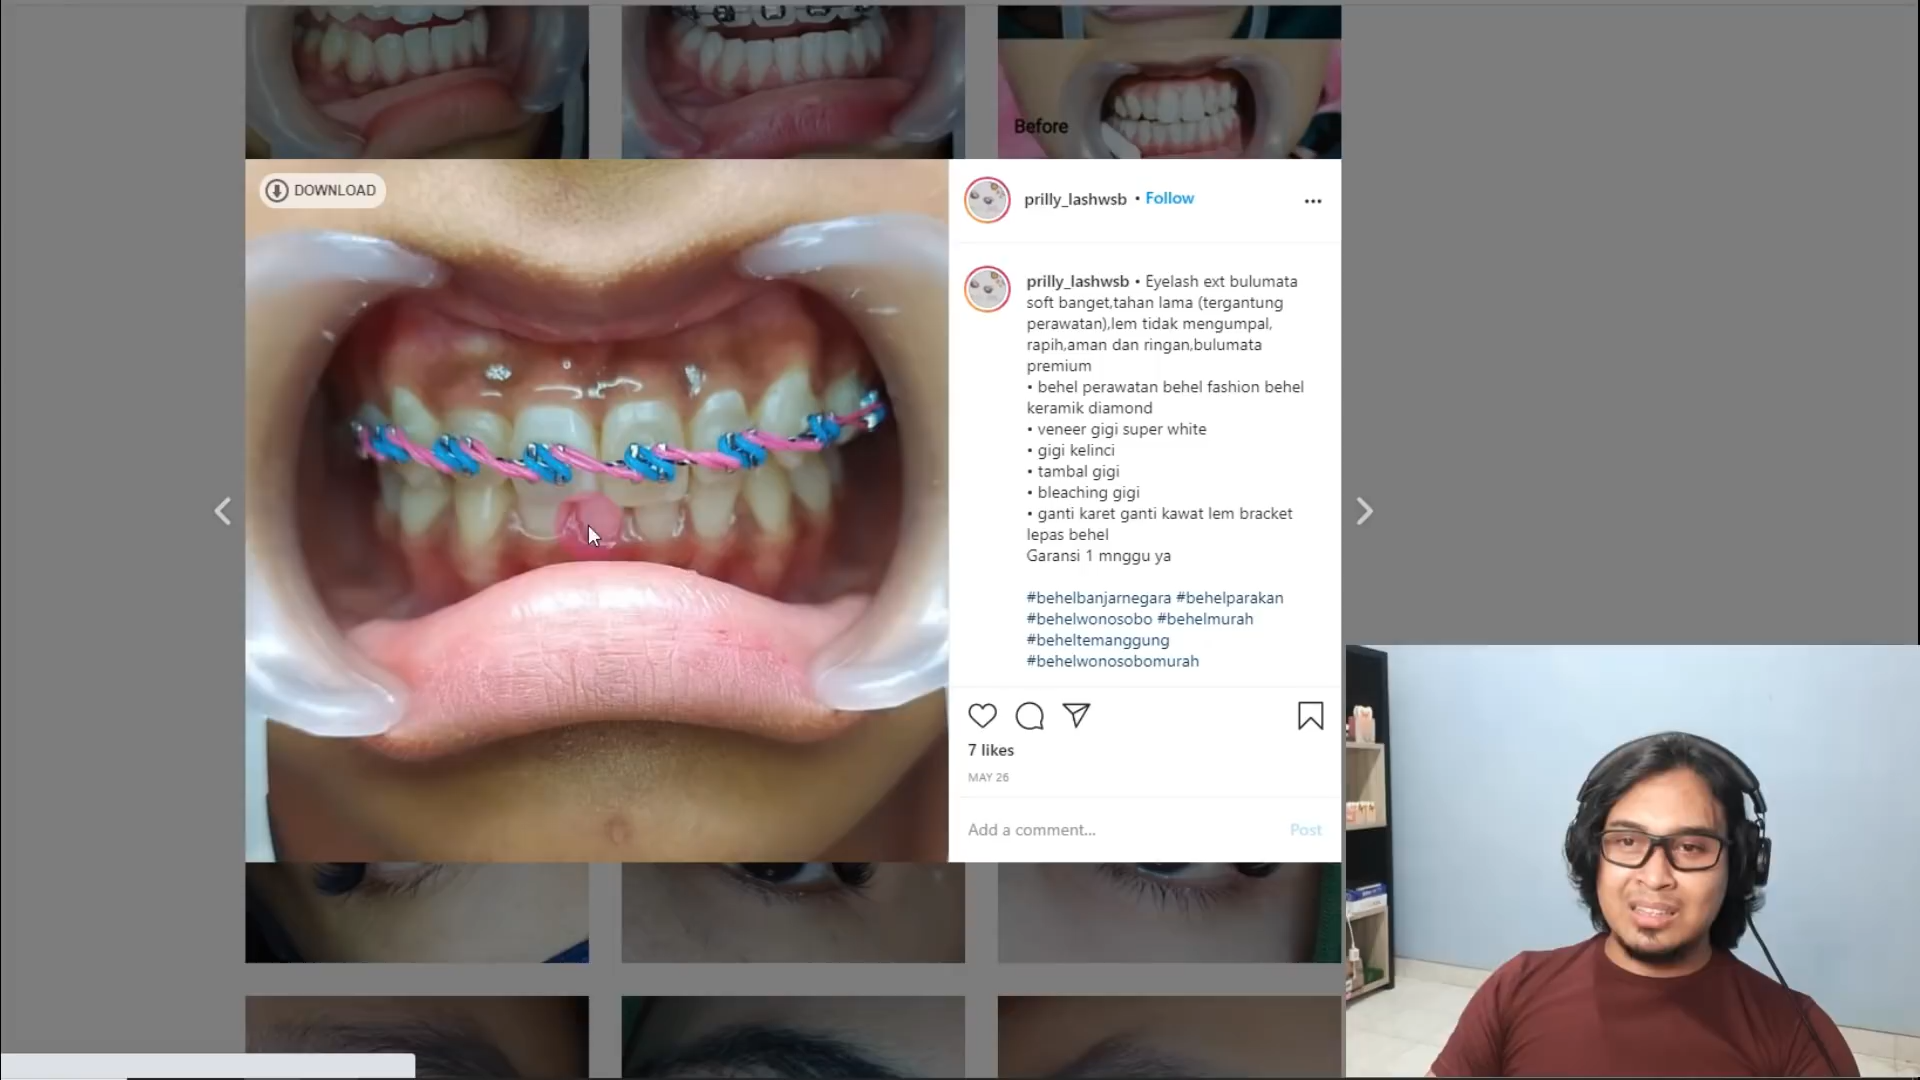 Before
DOWNLOAD
prilly_lashwsb • Follow
prilly_lashwsb • Eyelash ext bulumata
soft banget,tahan lama (tergantung
perawatan),lem tidak mengumpal,
rapih,aman dan ringan,bulumata
premium
• behel perawatan behel fashion behel
keramik diamond
• veneer gigi super white
• gigi kelinci
• tambal gigi
• bleaching gigi
• ganti karet ganti kawat lem bracket
lepas behel
Garansi 1 mnggu ya
#behelbanjarnegara #behelparakan
#behelwonosobo #behelmurah
#beheltemanggung
#behelwonosobomurah
7 likes
MAY 26
Add a comment...
Post